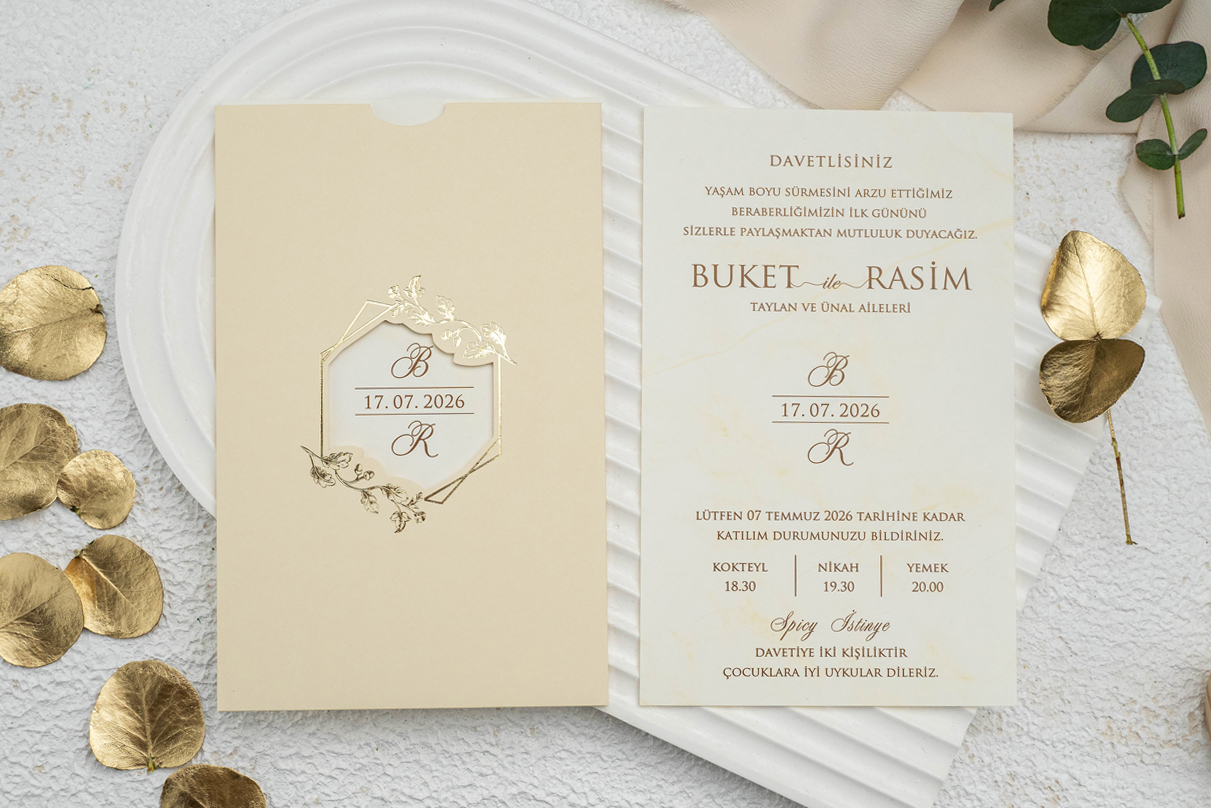 B
17. 07. 2026
R
DAVETLİSİNİZ
YAŞAM BOYU SÜRMESİNİ ARZU ETTİĞİMİZ
BERABERLİĞİMİZİN İLK GÜNÜNÜ
SİZLERLE PAYLAŞMAKTAN MUTLULUK DUYACAĞIZ.
BUKET ile RASİM
TAYLAN VE ÜNAL AİLELERİ
B
17. 07. 2026
R
LÜTFEN 07 TEMMUZ 2026 TARİHİNE KADAR
KATILIM DURUMUNUZU BİLDİRİNİZ.
KOKTEYL NİKAH YEMEK
18.30 19.30 20.00
Spicy İstinye
DAVETİYE İKİ KİŞİLİKTİR
ÇOCUKLARA İYİ UYKULAR DİLERİZ.